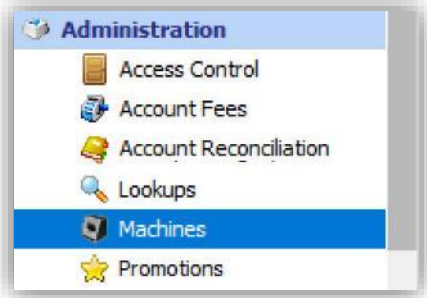 Administration
Access Control
Account Fees
Account Reconciliation
Lookups
Machines
Promotions